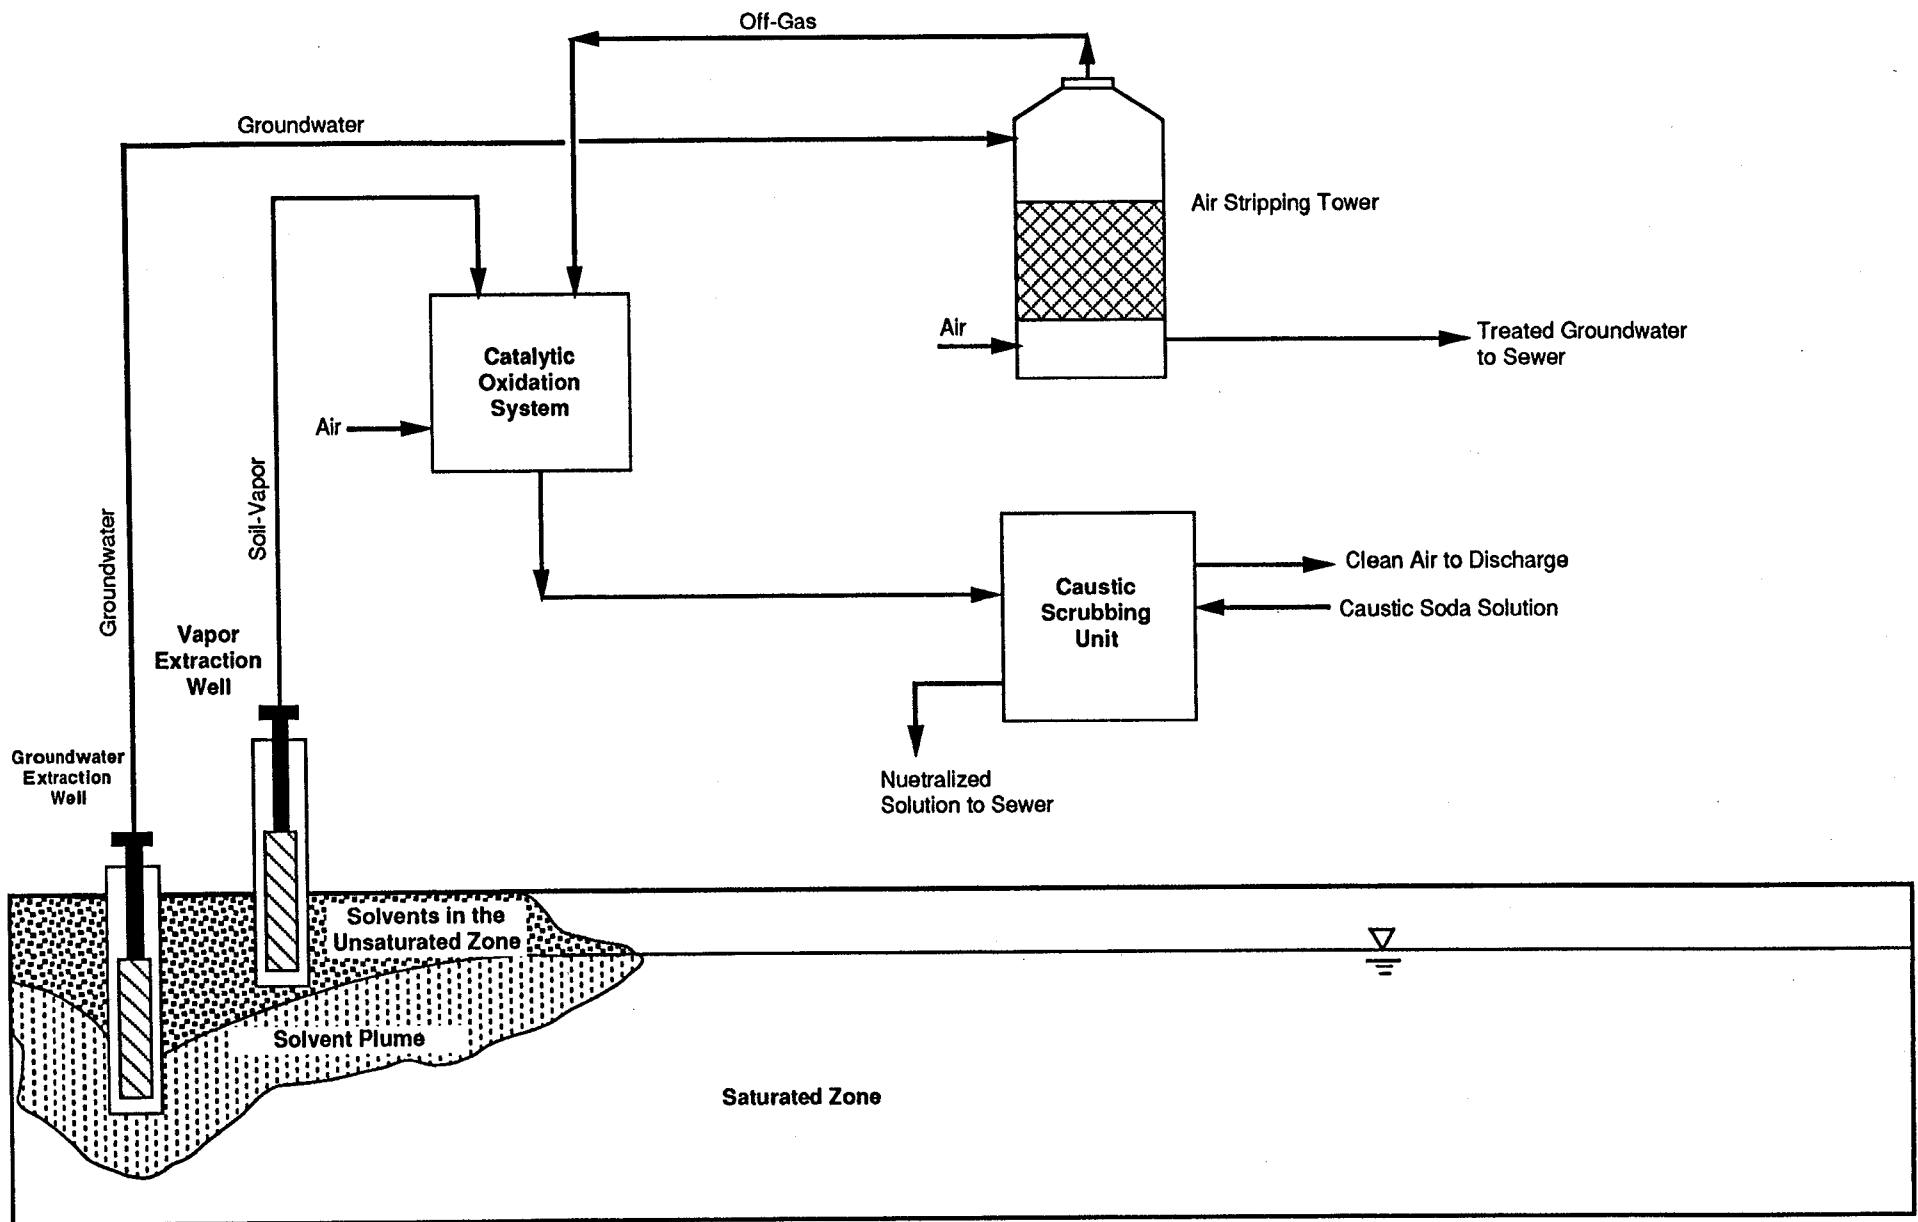 Off-Gas
Groundwater
Air Stripping Tower
Air
Treated Groundwater
to Sewer
Catalytic
Oxidation
System
Air
Soil-Vapor
Groundwater
Clean Air to Discharge
Caustic
Scrubbing
Unit
Caustic Soda Solution
Vapor
Extraction
Well
Groundwater
Extraction
Well
Nuetralized
Solution to Sewer
Solvents in the
Unsaturated Zone
Solvent Plume
Saturated Zone